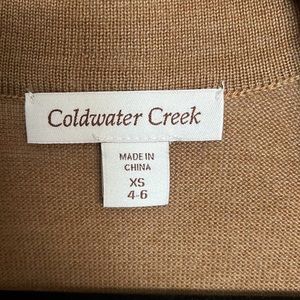 Coldwater Creek
MADE IN
CHINA
XS
4-6